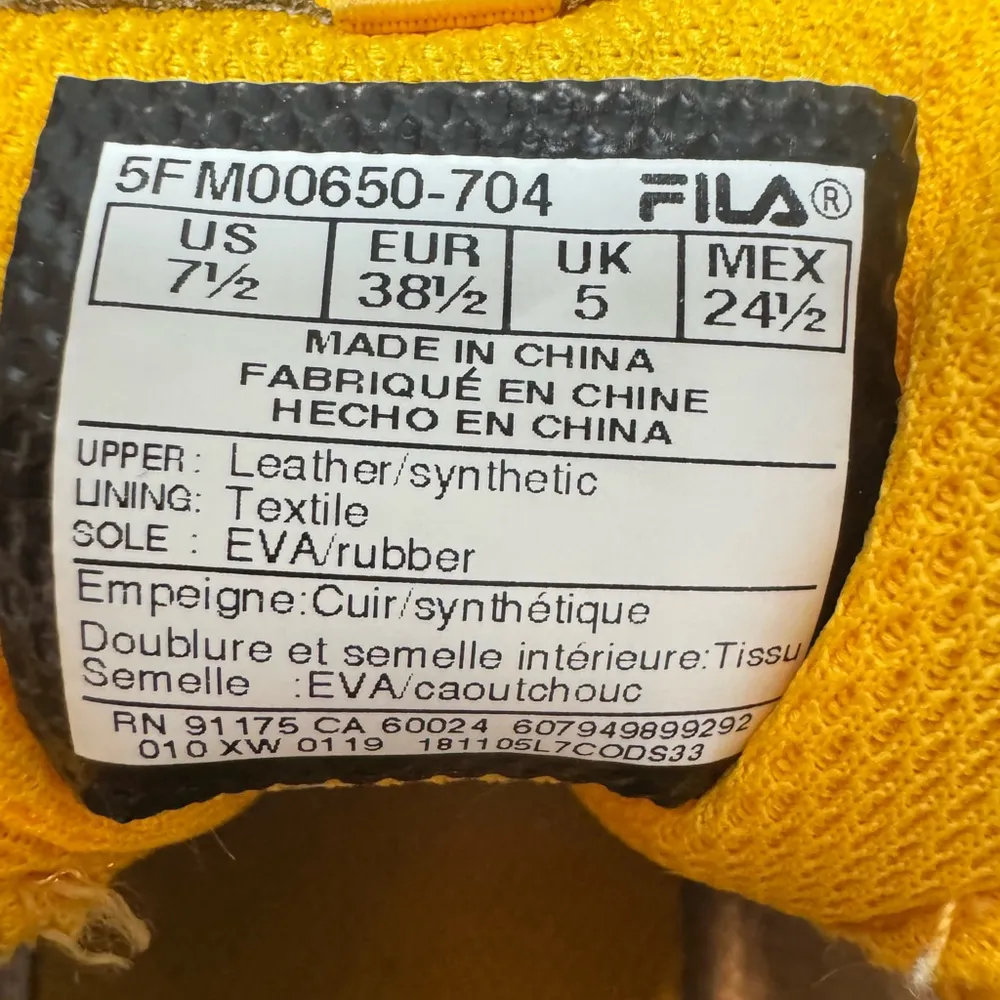 5FM00650-704 FILA®
US EUR UK MEX
7½ 38½ 5 24½
MADE IN CHINA
FABRIQUÉ EN CHINE
HECHO EN CHINA
UPPER: Leather/synthetic
LINING: Textile
SOLE : EVA/rubber
Empeigne:Cuir/synthétique
Doublure et semelle intérieure:Tissu
Semelle :EVA/caoutchouc
RN 91175 CA 60024 607949899292
010 XW 0119 181105L7CODS33